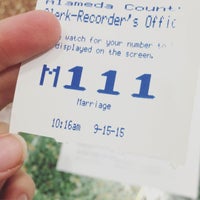 Alameda Count
Clerk-Recorder's Offic
watch for your number to
displayed on the screen.
M111
Marriage
10:16am 9-15-15